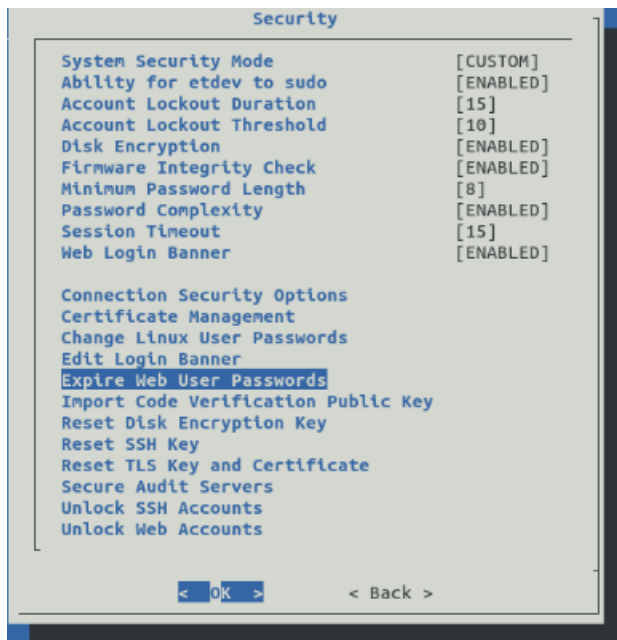 Security
System Security Mode [CUSTOM]
Ability for etdev to sudo [ENABLED]
Account Lockout Duration [15]
Account Lockout Threshold [10]
Disk Encryption [ENABLED]
Firmware Integrity Check [ENABLED]
Minimum Password Length [8]
Password Complexity [ENABLED]
Session Timeout [15]
Web Login Banner [ENABLED]
Connection Security Options
Certificate Management
Change Linux User Passwords
Edit Login Banner
Expire Web User Passwords
Import Code Verification Public Key
Reset Disk Encryption Key
Reset SSH Key
Reset TLS Key and Certificate
Secure Audit Servers
Unlock SSH Accounts
Unlock Web Accounts
< OK > < Back >